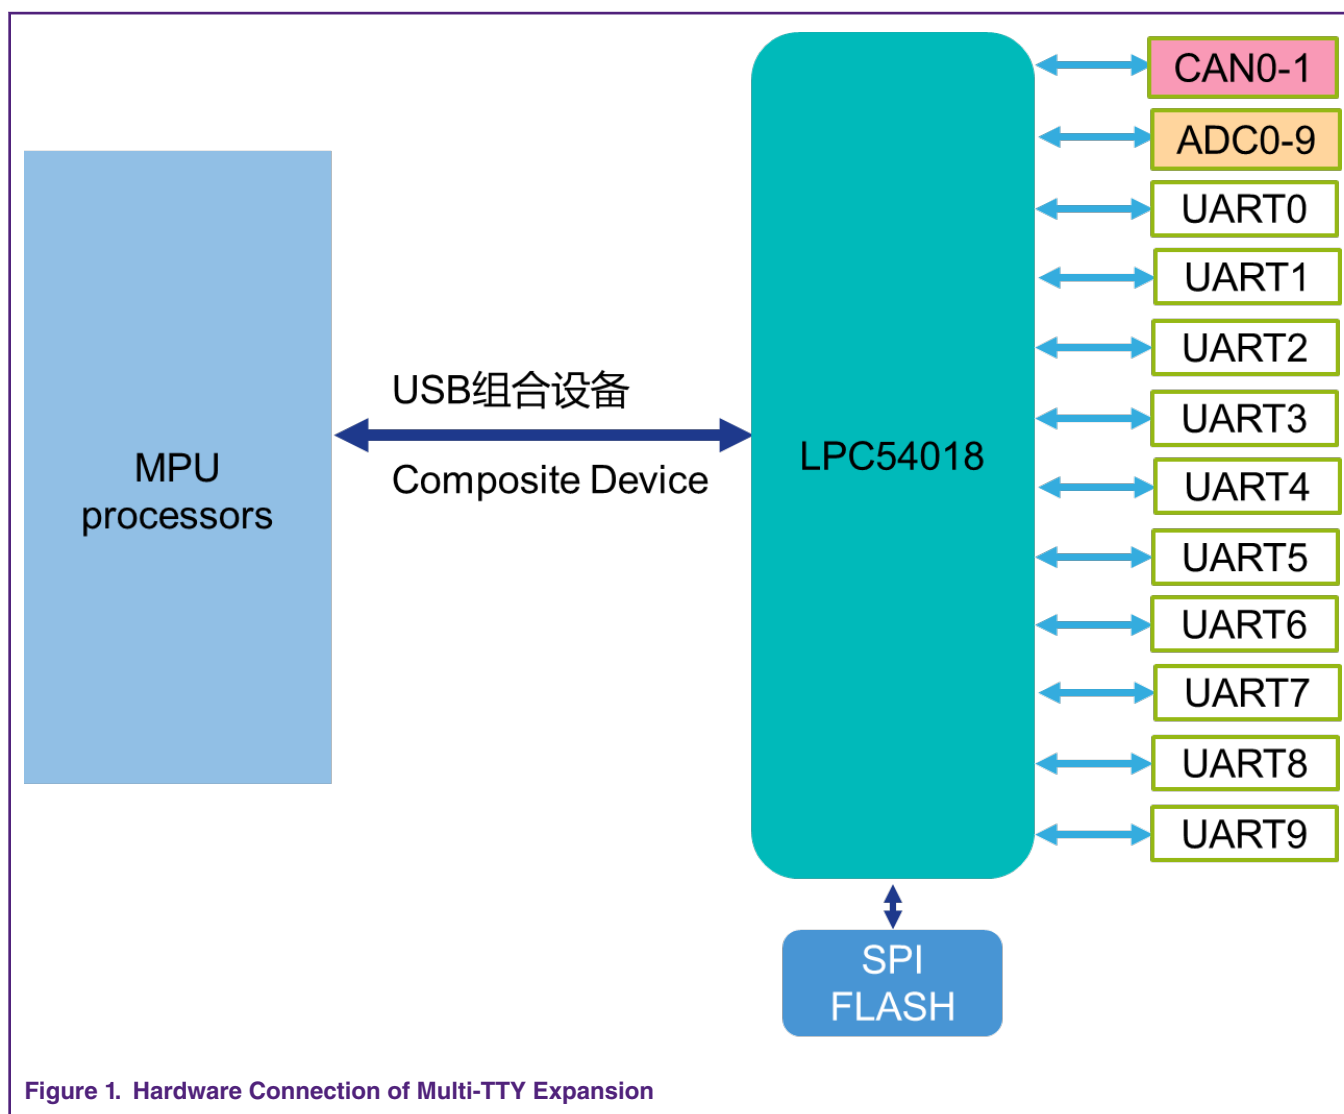 CAN0-1
ADC0-9
UART0
UART1
UART2
UART3
UART4
UART5
UART6
UART7
UART8
UART9
USB组合设备
Composite Device
MPU
processors
LPC54018
SPI
FLASH
Figure 1. Hardware Connection of Multi-TTY Expansion